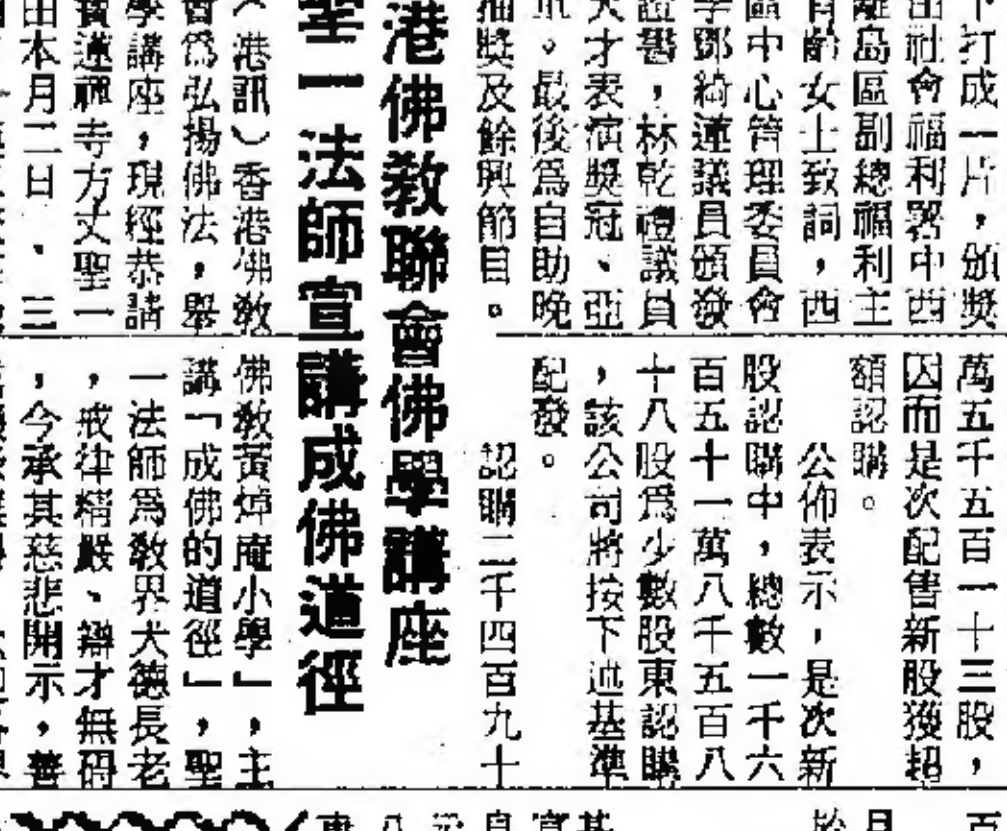 下打成一片，頒獎
由社會福利署中西
離島區副總福利主
齡女士致詞，西
區中心管理委員會
鄧綺蓮議員頒發
證書，林乾禮議員
大才表演獎冠、亞
。最後為自助晚
抽獎及餘興節目。
萬五千五百一十三股，
因而是次配售新股獲超
額認購。
公佈表示，是次新
股認購中，總數一千六
百五十一萬八千五百八
十八股為少數股東認購
，該公司將按下述基準
配發。
認購二千四百九十
港佛教聯會佛學講座
聖一法師宣講成佛道徑
（港訊）香港佛教
會為弘揚佛法，舉
學講座，現經恭請
寶蓮禪寺方丈聖一
本月二日、三
佛教黃焯菴小學」，主
講「成佛的道徑」，聖
一法師為教界大德長老
，戒律精嚴、辯才無碍
，今承其慈悲開示，善